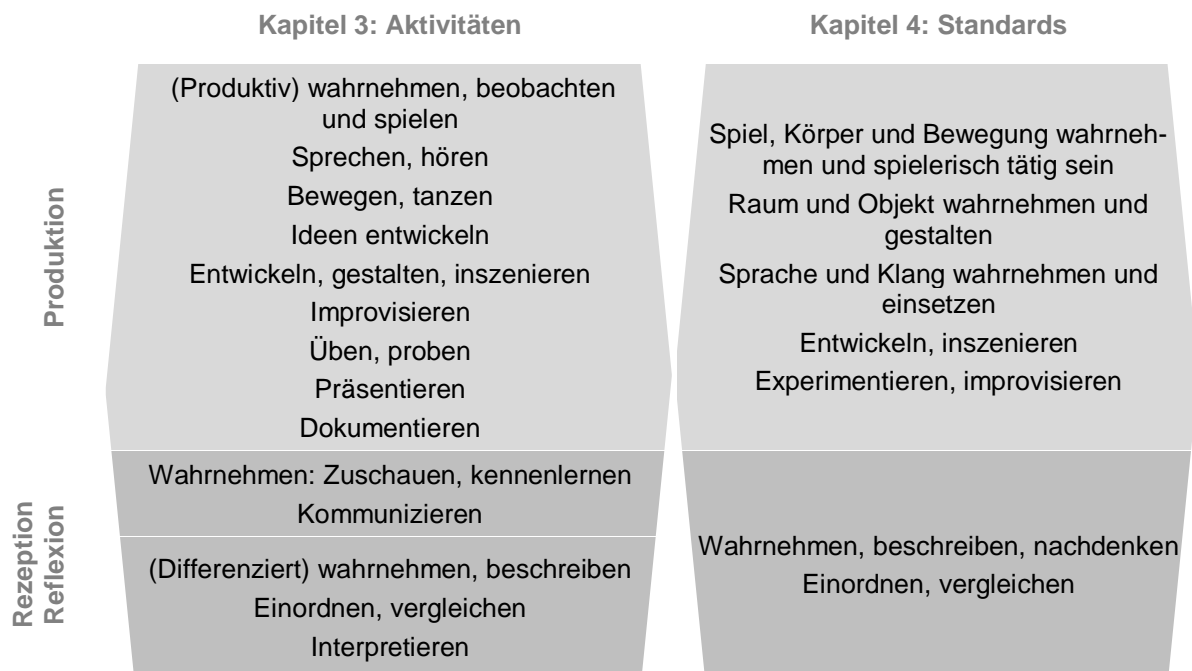 Kapitel 3: Aktivitäten
Kapitel 4: Standards
Produktion
(Produktiv) wahrnehmen, beobachten
und spielen
Sprechen, hören
Bewegen, tanzen
Ideen entwickeln
Entwickeln, gestalten, inszenieren
Improvisieren
Üben, proben
Präsentieren
Dokumentieren
Spiel, Körper und Bewegung wahrneh-
men und spielerisch tätig sein
Raum und Objekt wahrnehmen und
gestalten
Sprache und Klang wahrnehmen und
einsetzen
Entwickeln, inszenieren
Experimentieren, improvisieren
Rezeption
Reflexion
Wahrnehmen: Zuschauen, kennenlernen
Kommunizieren
(Differenziert) wahrnehmen, beschreiben
Einordnen, vergleichen
Interpretieren
Wahrnehmen, beschreiben, nachdenken
Einordnen, vergleichen